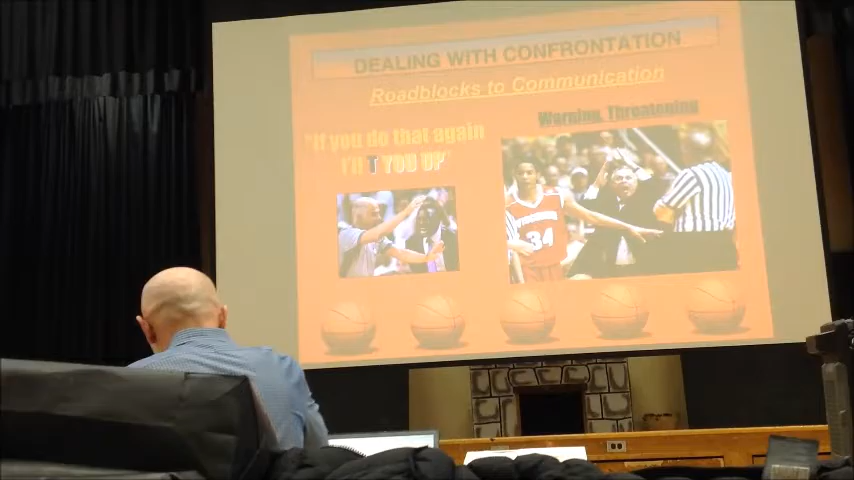 DEALING WITH CONFRONTATION
Roadblocks to Communication
Warning, Threatening
"If you do that again
I'll T YOU UP"
34